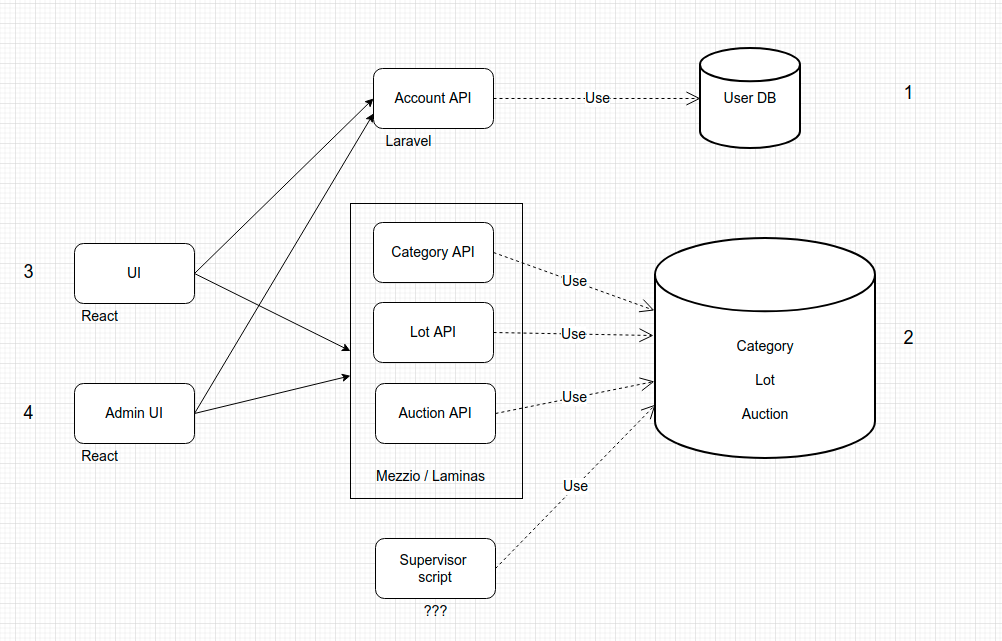 Account API
Use
User DB
1
Laravel
Category API
3
UI
Use
React
Lot API
Use
Category
2
Lot
4
Admin UI
Auction API
Use
Auction
React
Mezzio / Laminas
Use
Supervisor
script
???